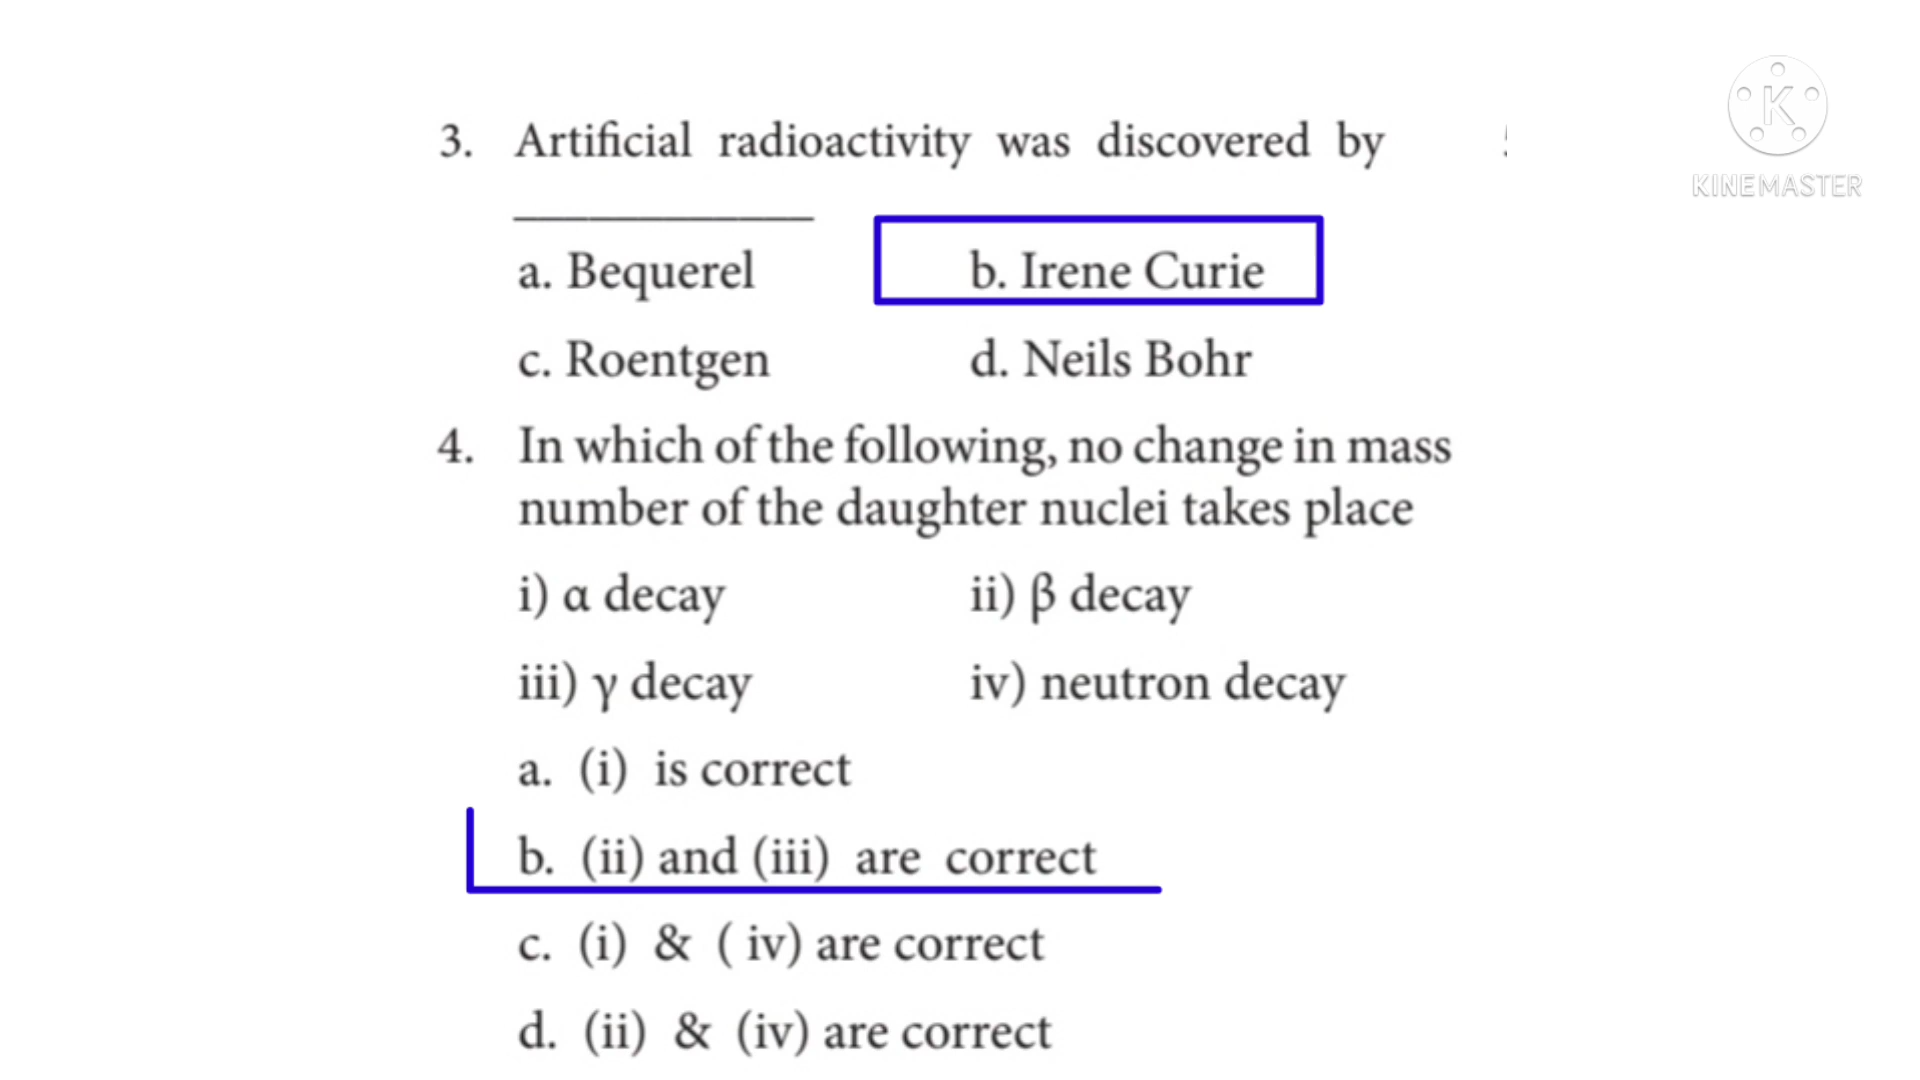 3. Artificial radioactivity was discovered by
____________
a. Bequerel b. Irene Curie
c. Roentgen d. Neils Bohr
4. In which of the following, no change in mass
number of the daughter nuclei takes place
i) α decay ii) β decay
iii) γ decay iv) neutron decay
a. (i) is correct
b. (ii) and (iii) are correct
c. (i) & ( iv) are correct
d. (ii) & (iv) are correct
K
KINEMASTER